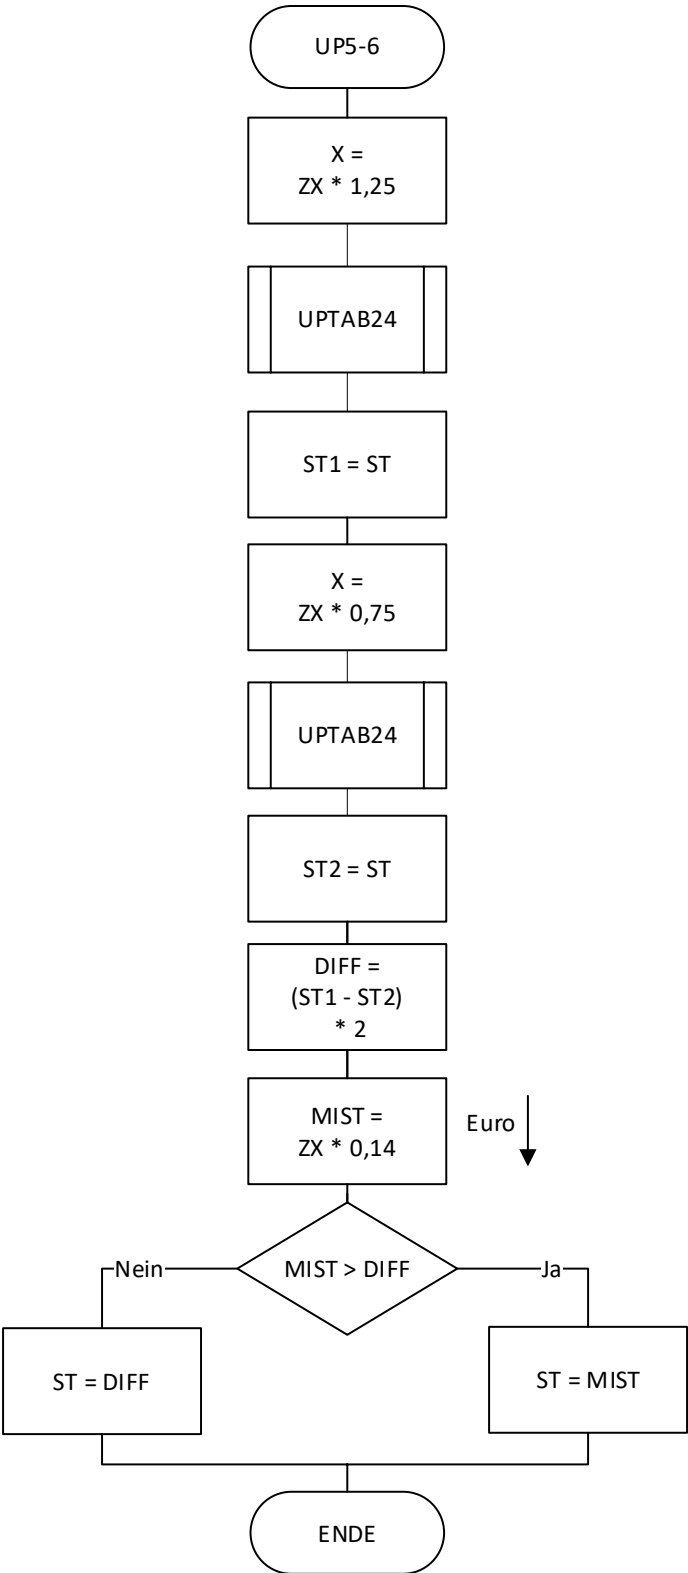 UP5-6
X =
ZX * 1,25
UPTAB24
ST1 = ST
X =
ZX * 0,75
UPTAB24
ST2 = ST
DIFF =
(ST1 - ST2)
* 2
MIST =
ZX * 0,14
Euro
MIST > DIFF
Nein
Ja
ST = DIFF
ST = MIST
ENDE